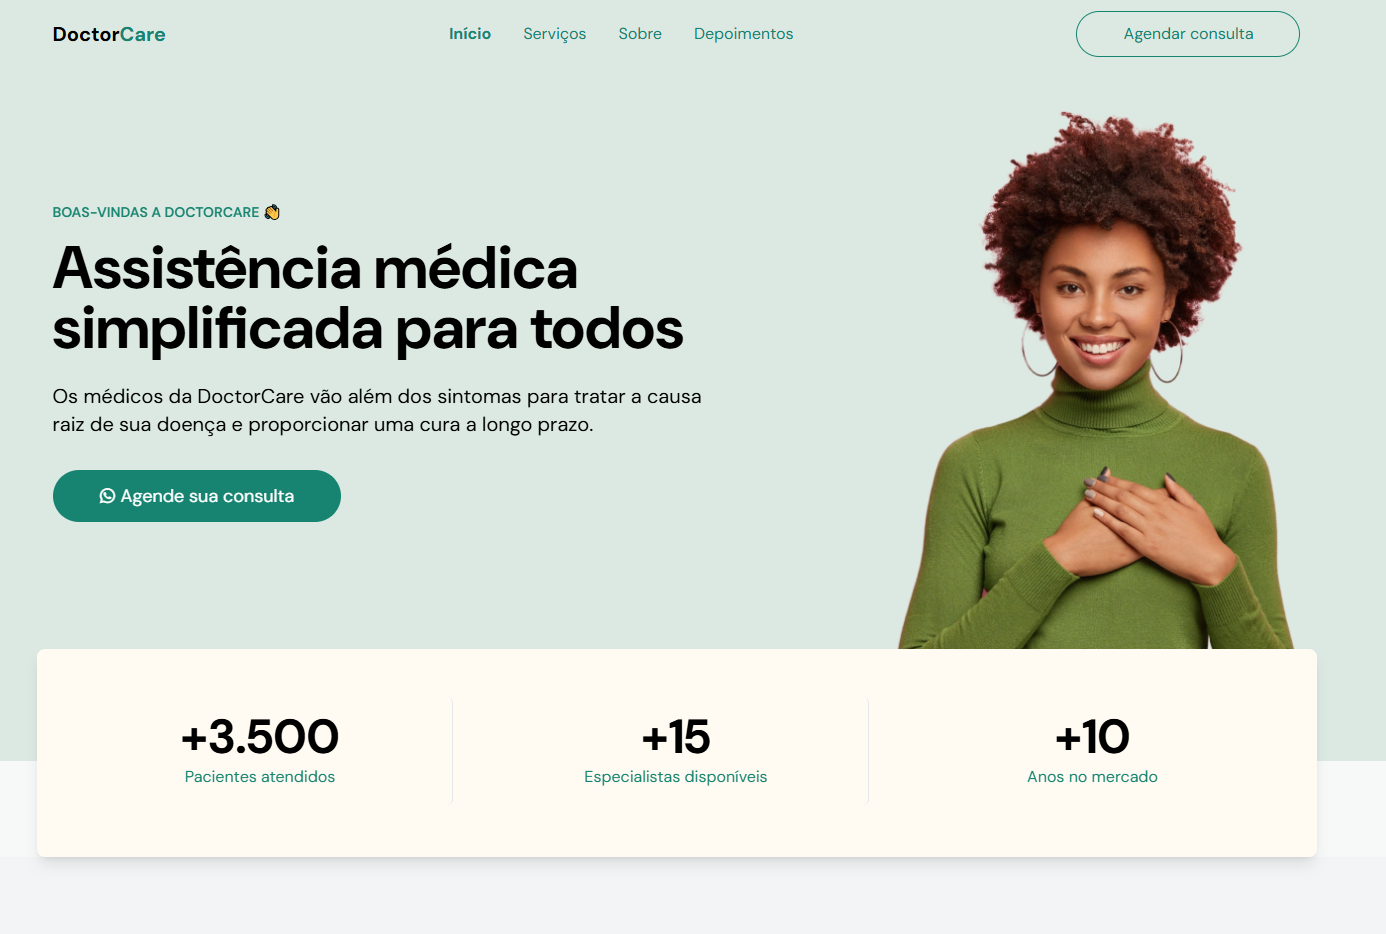 DoctorCare
Início
Serviços
Sobre
Depoimentos
Agendar consulta
BOAS-VINDAS A DOCTORCARE 👏
Assistência médica
simplificada para todos
Os médicos da DoctorCare vão além dos sintomas para tratar a causa
raiz de sua doença e proporcionar uma cura a longo prazo.
Agende sua consulta
+3.500
Pacientes atendidos
+15
Especialistas disponíveis
+10
Anos no mercado